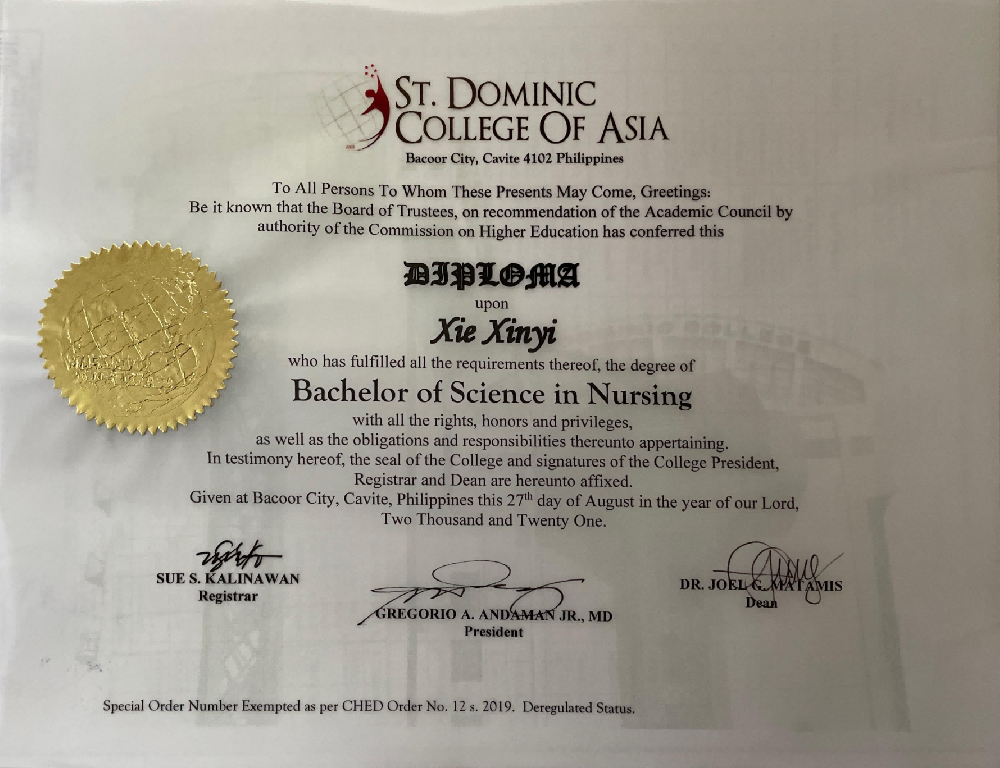 ST. DOMINIC
COLLEGE OF ASIA
Bacoor City, Cavite 4102 Philippines
To All Persons To Whom These Presents May Come, Greetings:
Be it known that the Board of Trustees, on recommendation of the Academic Council by
authority of the Commission on Higher Education has conferred this
DIPLOMA
upon
Xie Xinyi
who has fulfilled all the requirements thereof, the degree of
Bachelor of Science in Nursing
with all the rights, honors and privileges,
as well as the obligations and responsibilities thereunto appertaining.
In testimony hereof, the seal of the College and signatures of the College President,
Registrar and Dean are hereunto affixed.
Given at Bacoor City, Cavite, Philippines this 27th day of August in the year of our Lord,
Two Thousand and Twenty One.
SUE S. KALINAWAN
Registrar
GREGORIO A. ANDAMAN JR., MD
President
DR. JOEL G. MATAMIS
Dean
Special Order Number Exempted as per CHED Order No. 12 s. 2019. Deregulated Status.